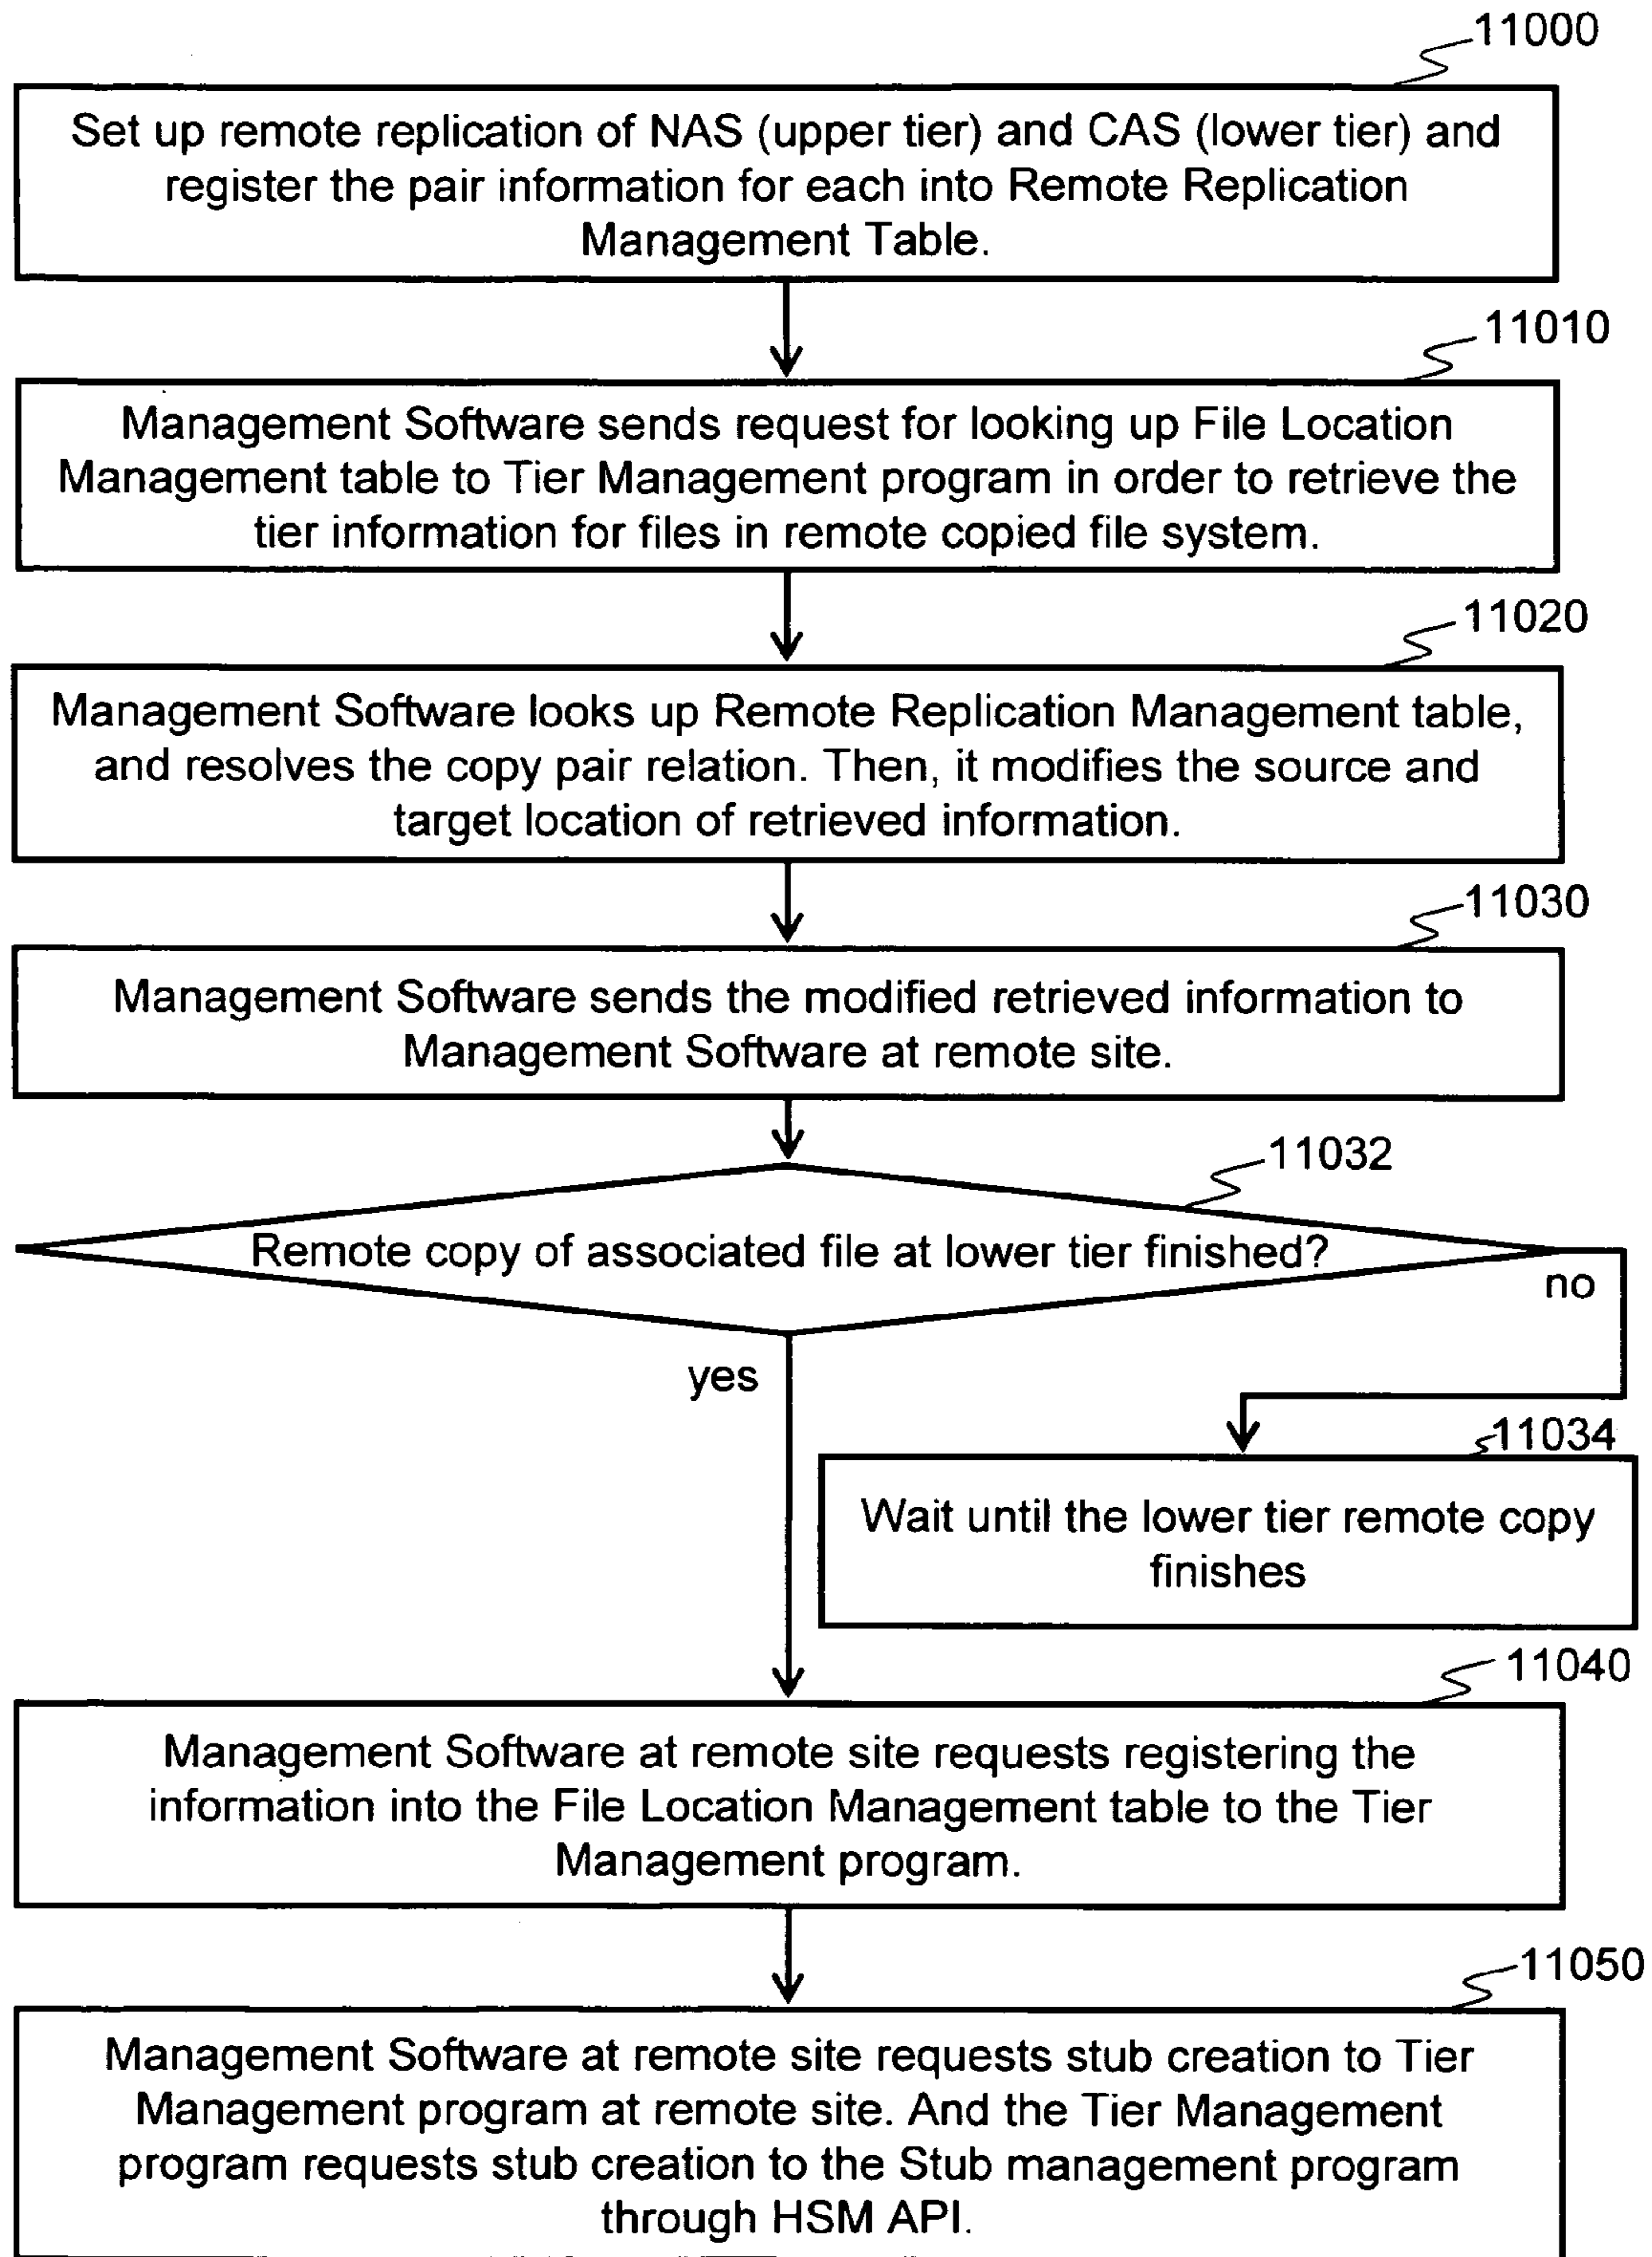 11000
Set up remote replication of NAS (upper tier) and CAS (lower tier) and
register the pair information for each into Remote Replication
Management Table.
11010
Management Software sends request for looking up File Location
Management table to Tier Management program in order to retrieve the
tier information for files in remote copied file system.
11020
Management Software looks up Remote Replication Management table,
and resolves the copy pair relation. Then, it modifies the source and
target location of retrieved information.
11030
Management Software sends the modified retrieved information to
Management Software at remote site.
11032
Remote copy of associated file at lower tier finished?
no
yes
11034
Wait until the lower tier remote copy
finishes
11040
Management Software at remote site requests registering the
information into the File Location Management table to the Tier
Management program.
11050
Management Software at remote site requests stub creation to Tier
Management program at remote site. And the Tier Management
program requests stub creation to the Stub management program
through HSM API.